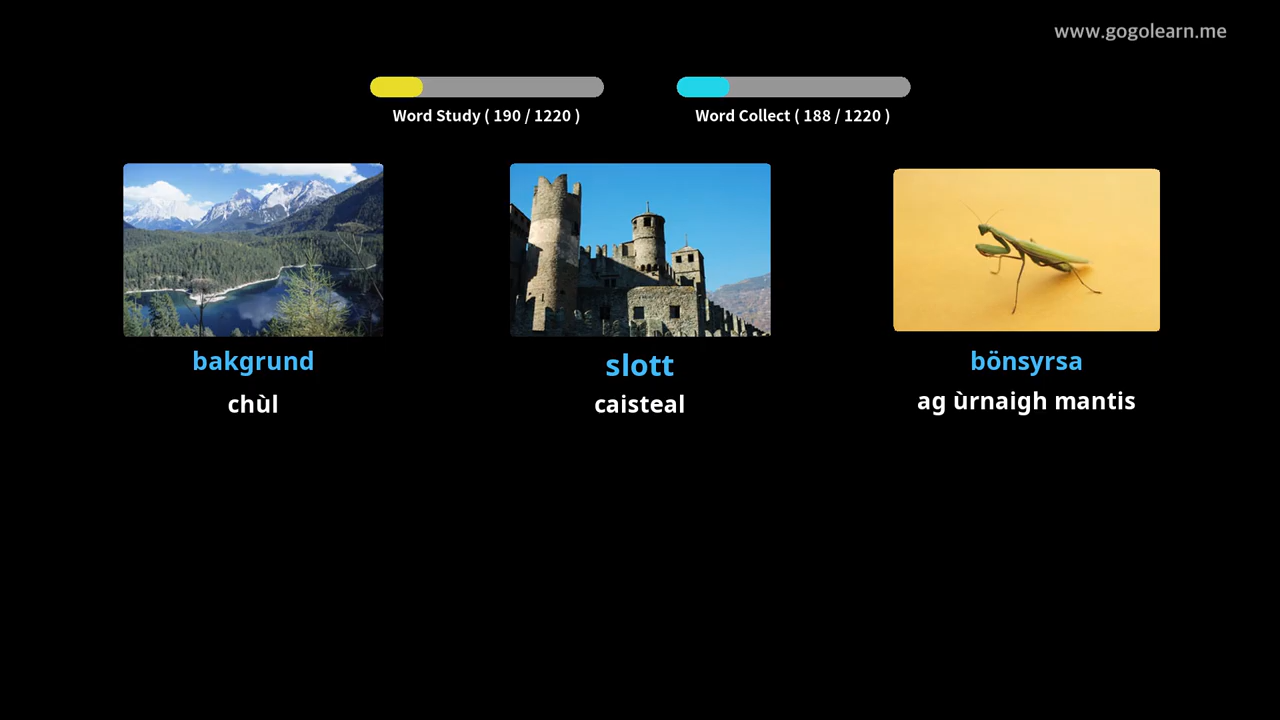 www.gogolearn.me
Word Study ( 190 / 1220 )
Word Collect ( 188 / 1220 )
bakgrund
chùl
slott
caisteal
bönsyrsa
ag ùrnaigh mantis